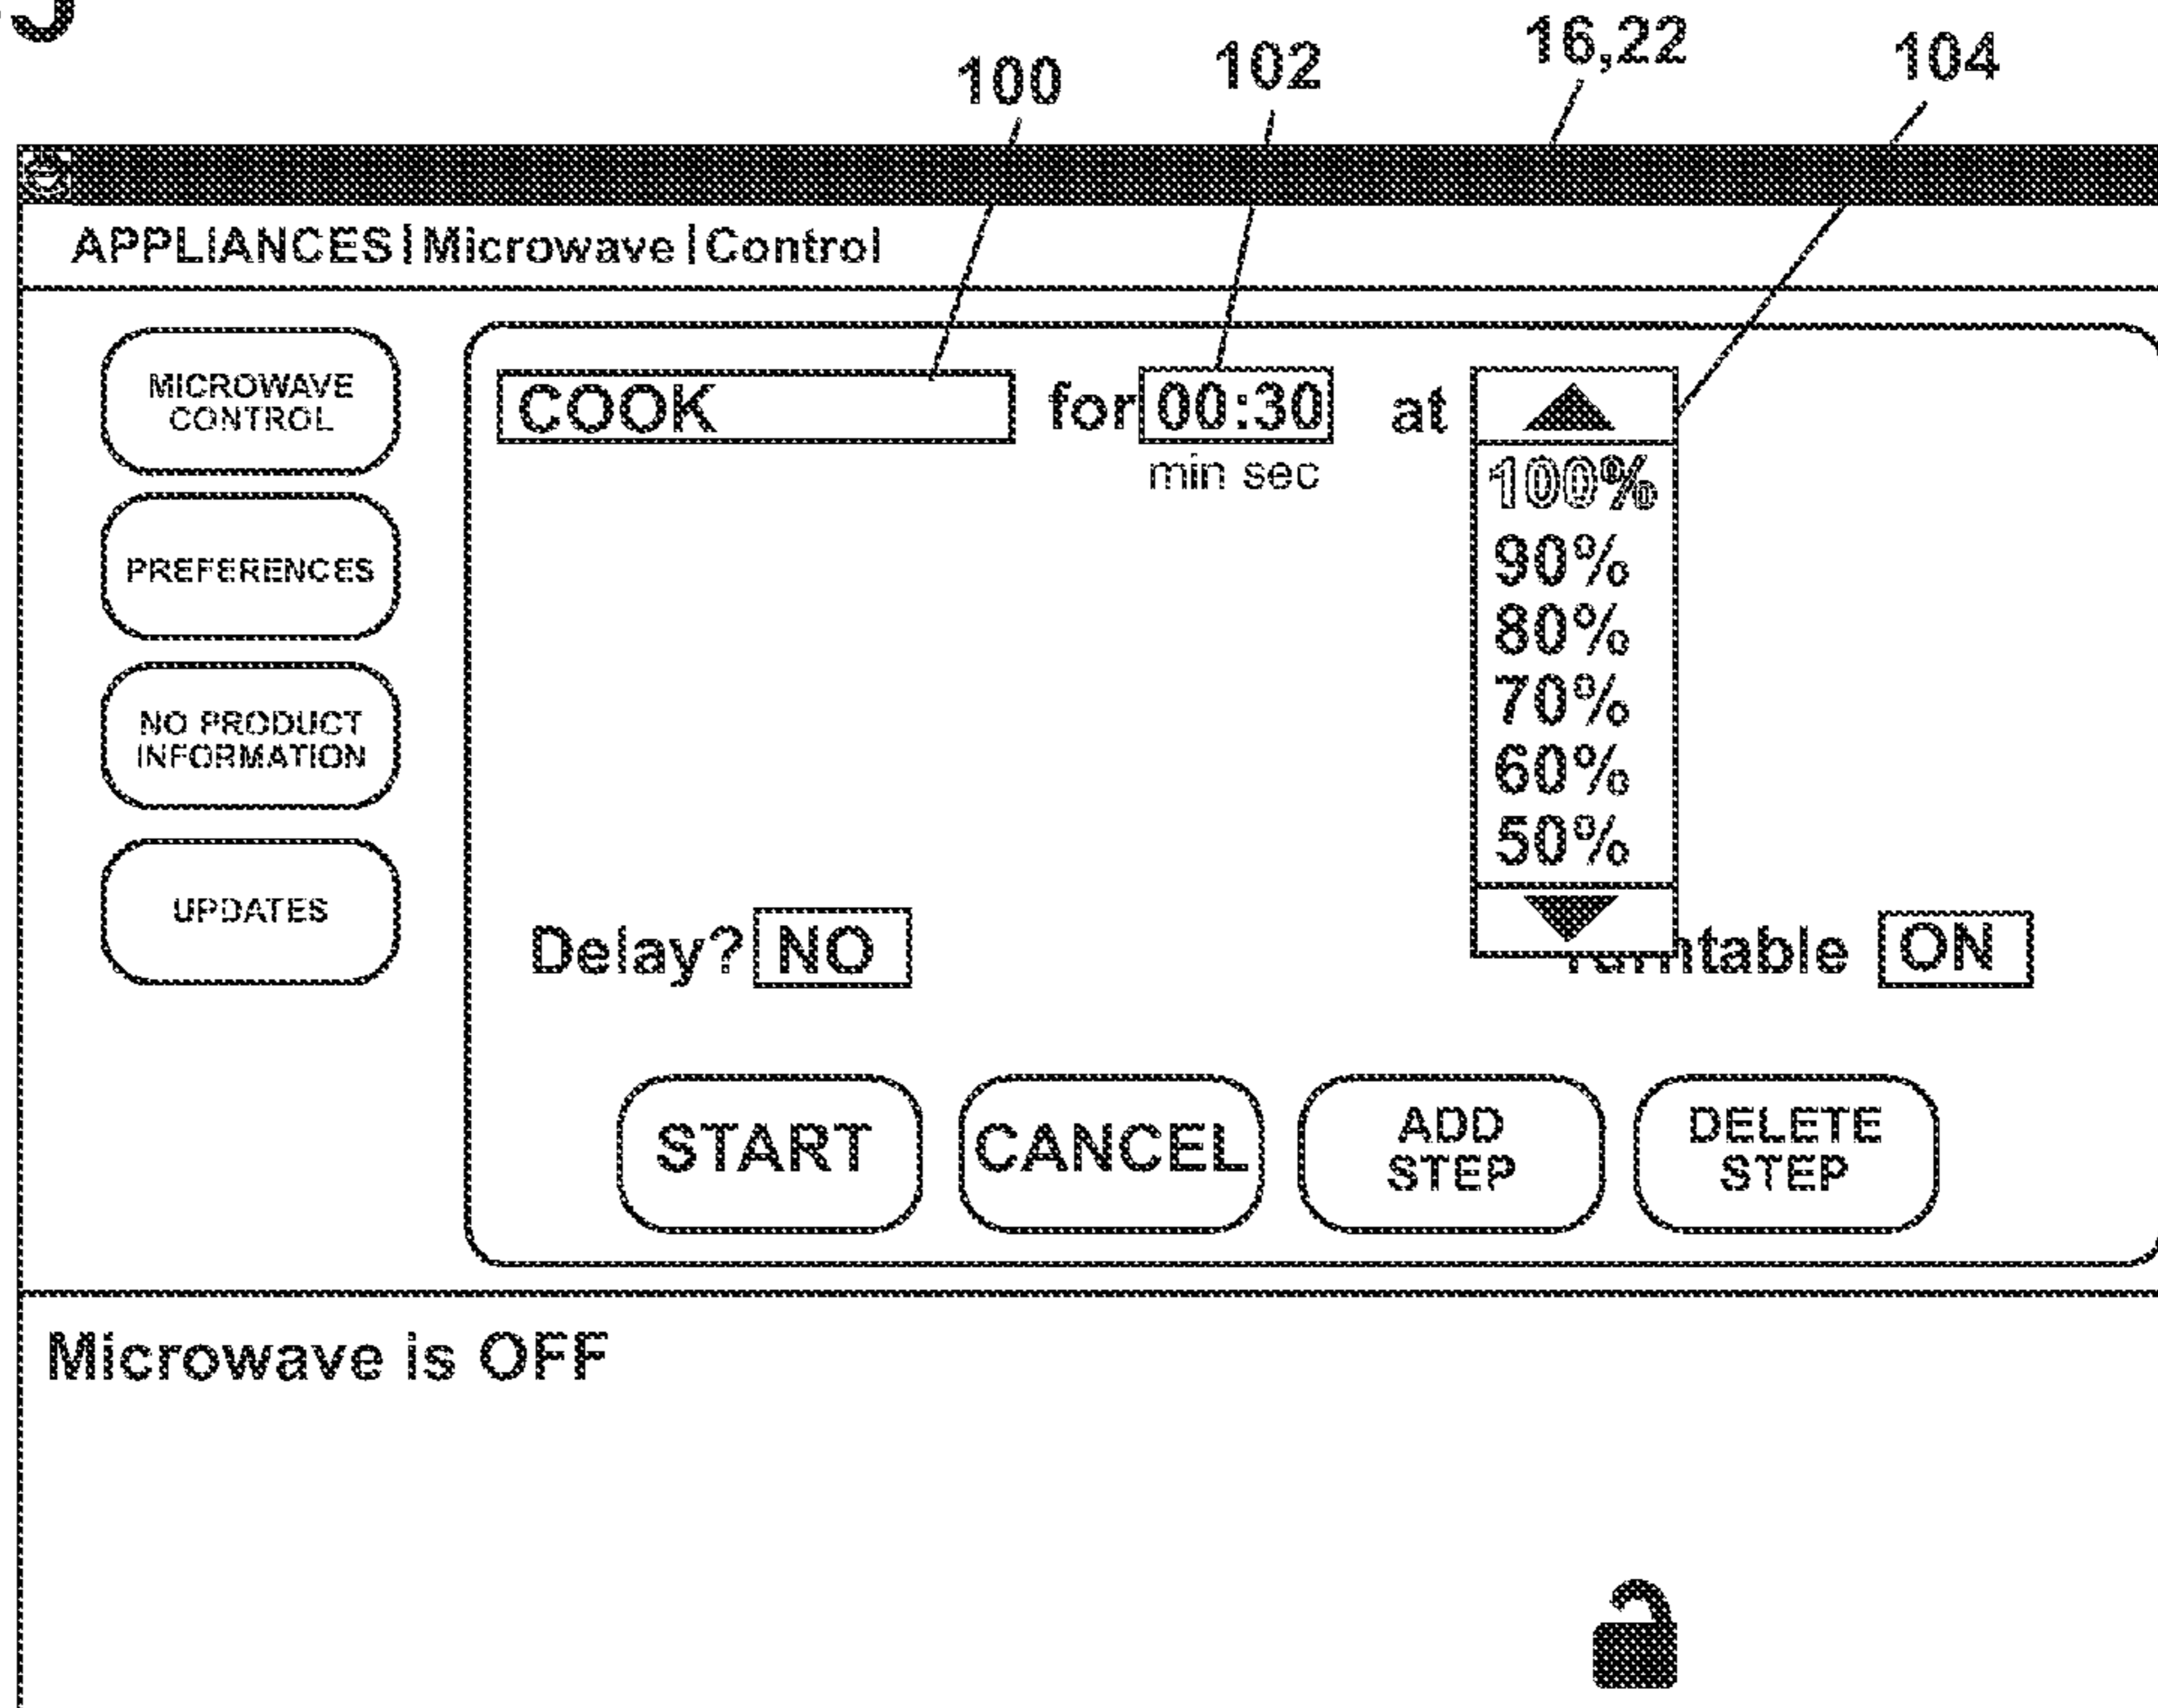 100 102 16,22 104
APPLIANCES|Microwave|Control
MICROWAVE
CONTROL
PREFERENCES
NO PRODUCT
INFORMATION
UPDATES
COOK for 00:30 at
min sec
100%
90%
80%
70%
60%
50%
Delay? NO
ON
START
CANCEL
ADD
STEP
DELETE
STEP
Microwave is OFF